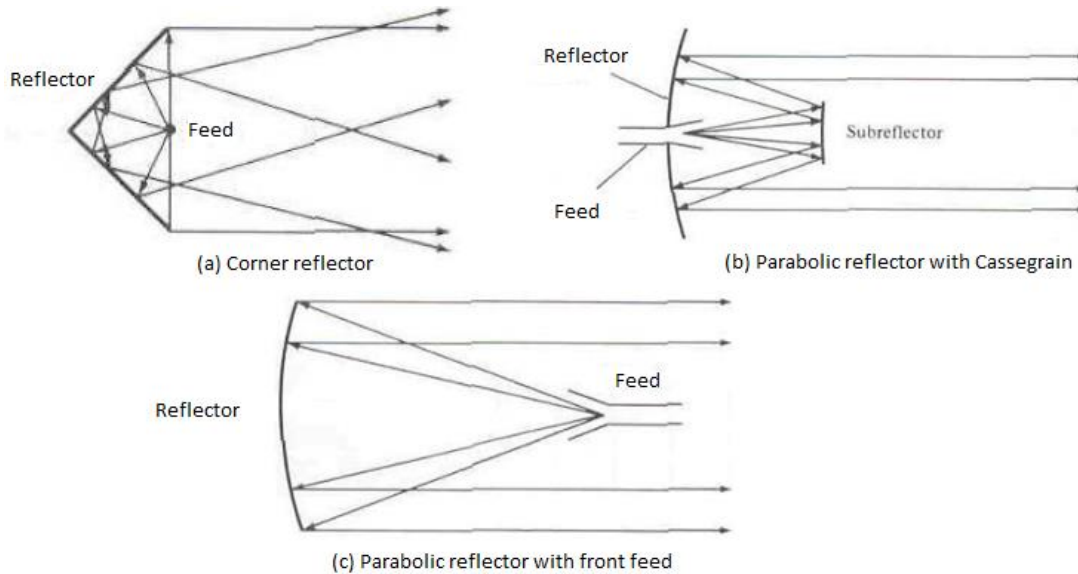 Reflector
Feed
(a) Corner reflector
Reflector
Subreflector
Feed
(b) Parabolic reflector with Cassegrain
Feed
Reflector
(c) Parabolic reflector with front feed